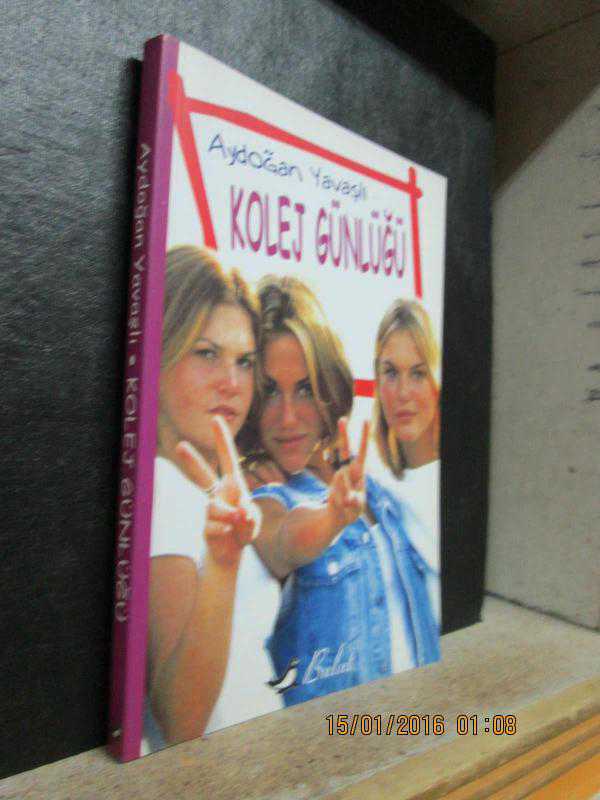 Aydoğan Yavaşlı
KOLEJ GÜNLÜĞÜ
Aydoğan Yavaşlı • KOLEJ GÜNLÜĞÜ
Bulut
15/01/2016 01:08